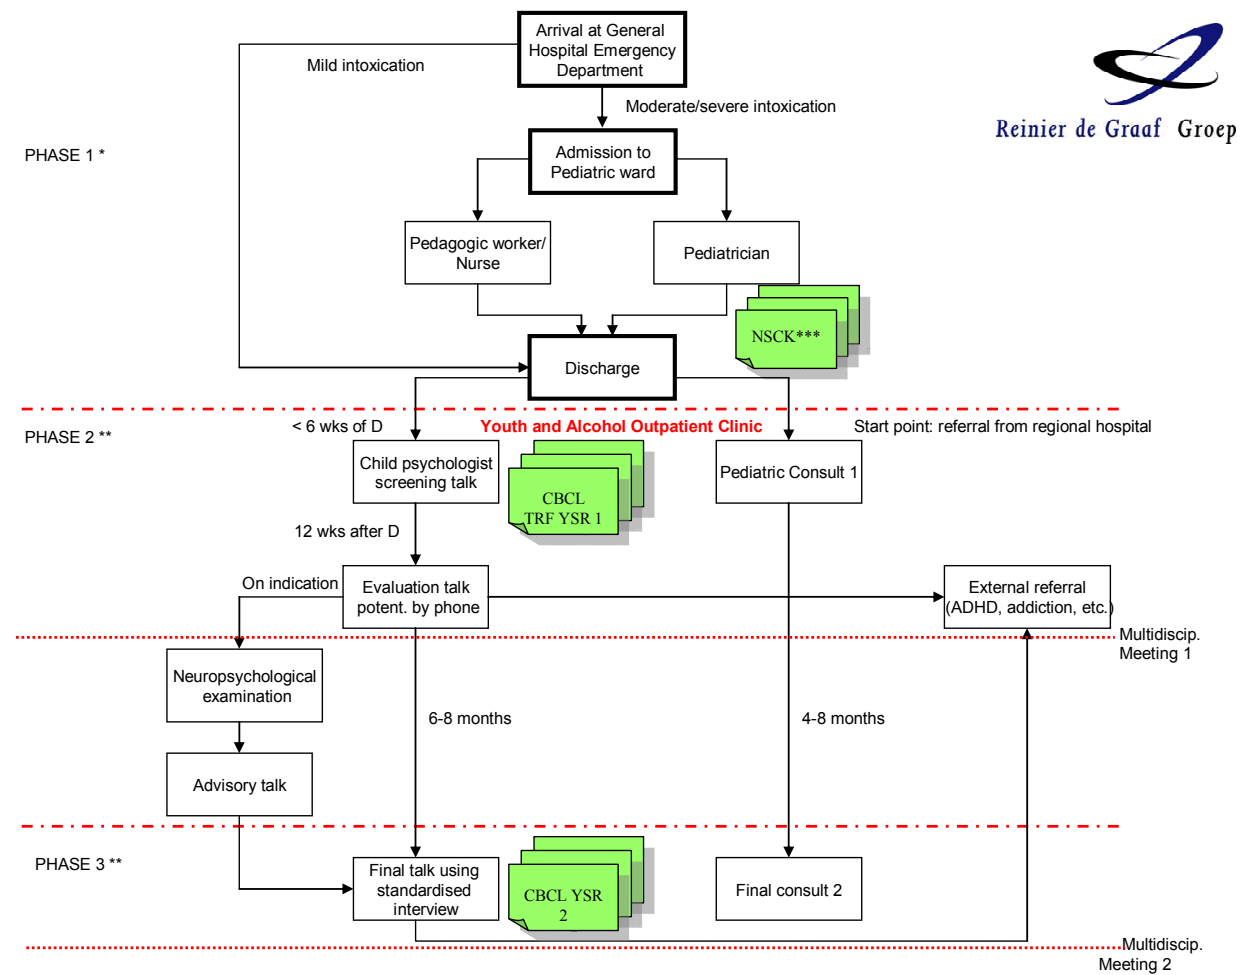 Arrival at General
Hospital Emergency
Department
Mild intoxication
Moderate/severe intoxication
Reinier de Graaf Groep
PHASE 1 *
Admission to
Pediatric ward
Pedagogic worker/
Nurse
Pediatrician
NSCK***
Discharge
PHASE 2 **
< 6 wks of D
Youth and Alcohol Outpatient Clinic
Start point: referral from regional hospital
Child psychologist
screening talk
CBCL
TRF YSR 1
Pediatric Consult 1
12 wks after D
On indication
Evaluation talk
potent. by phone
External referral
(ADHD, addiction, etc.)
Multidiscip.
Meeting 1
Neuropsychological
examination
6-8 months
4-8 months
Advisory talk
PHASE 3 **
Final talk using
standardised
interview
CBCL YSR
2
Final consult 2
Multidiscip.
Meeting 2